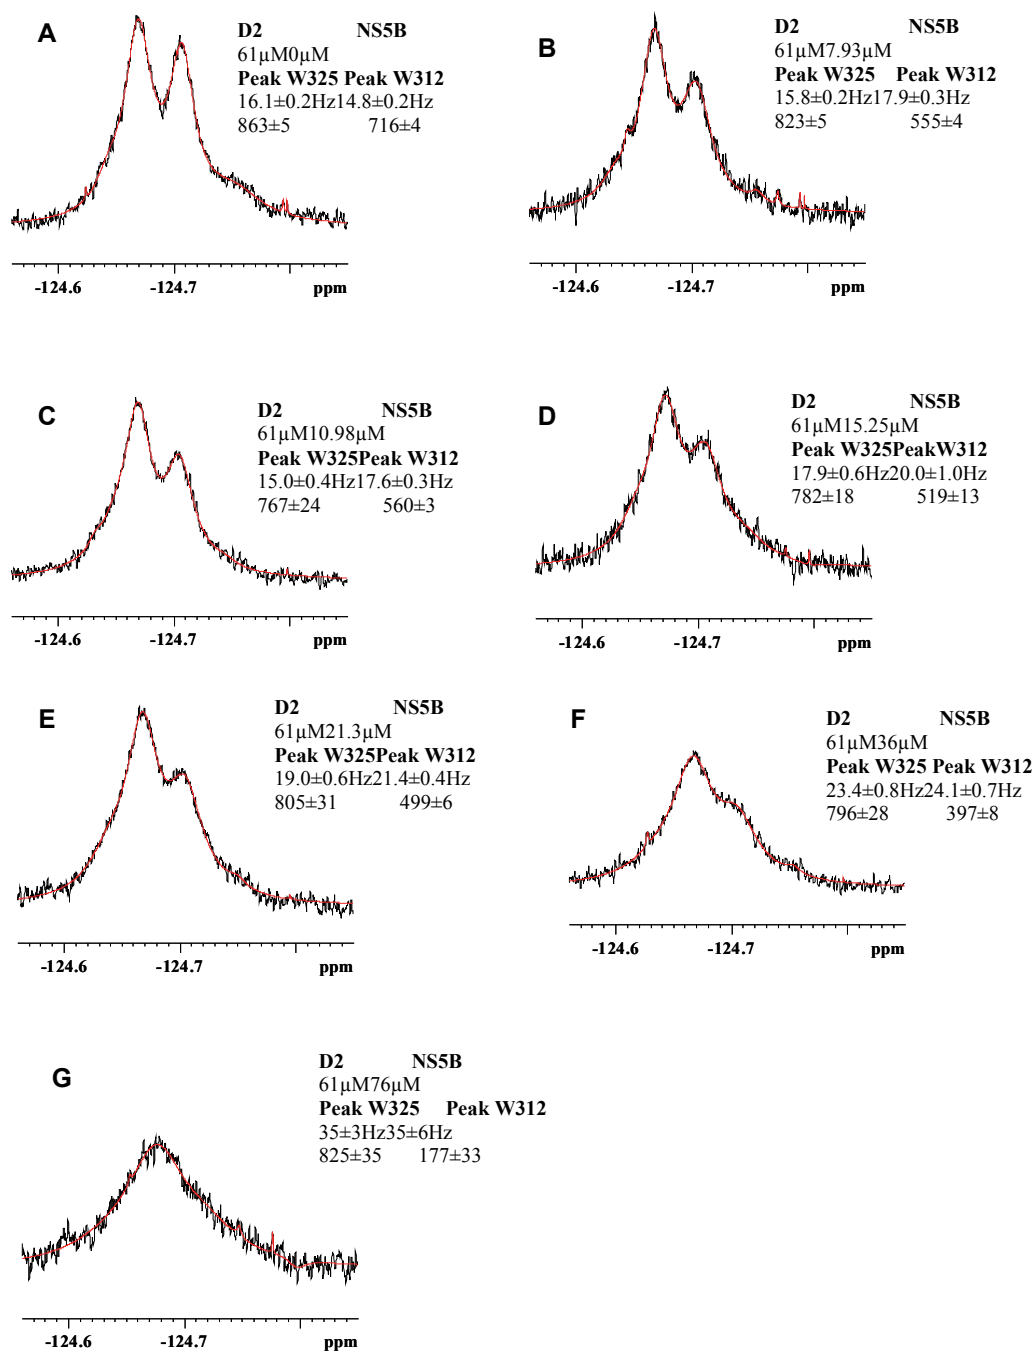 A
D2 NS5B
61µM0µM
Peak W325 Peak W312
16.1±0.2Hz14.8±0.2Hz
863±5 716±4
-124.6 -124.7 ppm
B
D2 NS5B
61µM7.93µM
Peak W325 Peak W312
15.8±0.2Hz17.9±0.3Hz
823±5 555±4
-124.6 -124.7 ppm
C
D2 NS5B
61µM10.98µM
Peak W325Peak W312
15.0±0.4Hz17.6±0.3Hz
767±24 560±3
-124.6 -124.7 ppm
D
D2 NS5B
61µM15.25µM
Peak W325PeakW312
17.9±0.6Hz20.0±1.0Hz
782±18 519±13
-124.6 -124.7 ppm
E
D2 NS5B
61µM21.3µM
Peak W325Peak W312
19.0±0.6Hz21.4±0.4Hz
805±31 499±6
-124.6 -124.7 ppm
F
D2 NS5B
61µM36µM
Peak W325 Peak W312
23.4±0.8Hz24.1±0.7Hz
796±28 397±8
-124.6 -124.7 ppm
G
D2 NS5B
61µM76µM
Peak W325 Peak W312
35±3Hz35±6Hz
825±35 177±33
-124.6 -124.7 ppm